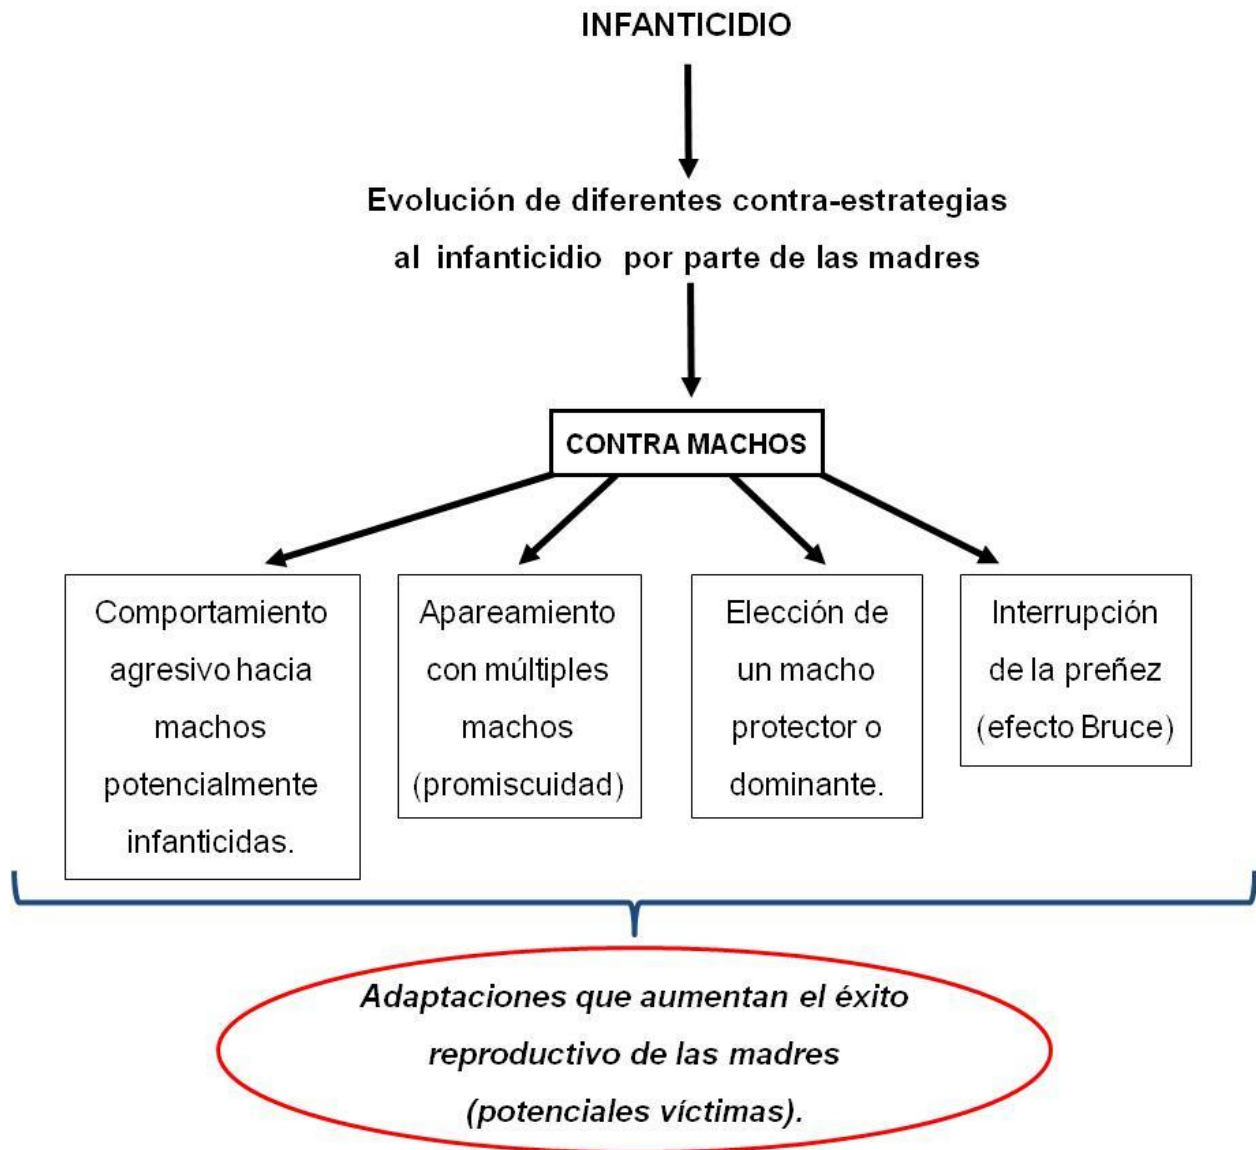 INFANTICIDIO
Evolución de diferentes contra-estrategias
al infanticidio por parte de las madres
CONTRA MACHOS
Comportamiento
agresivo hacia
machos
potencialmente
infanticidas.
Apareamiento
con múltiples
machos
(promiscuidad)
Elección de
un macho
protector o
dominante.
Interrupción
de la preñez
(efecto Bruce)
Adaptaciones que aumentan el éxito
reproductivo de las madres
(potenciales víctimas).